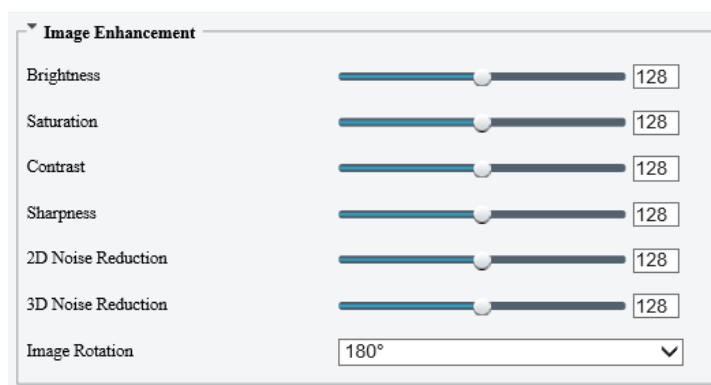 Image Enhancement
Brightness 128
Saturation 128
Contrast 128
Sharpness 128
2D Noise Reduction 128
3D Noise Reduction 128
Image Rotation 180°